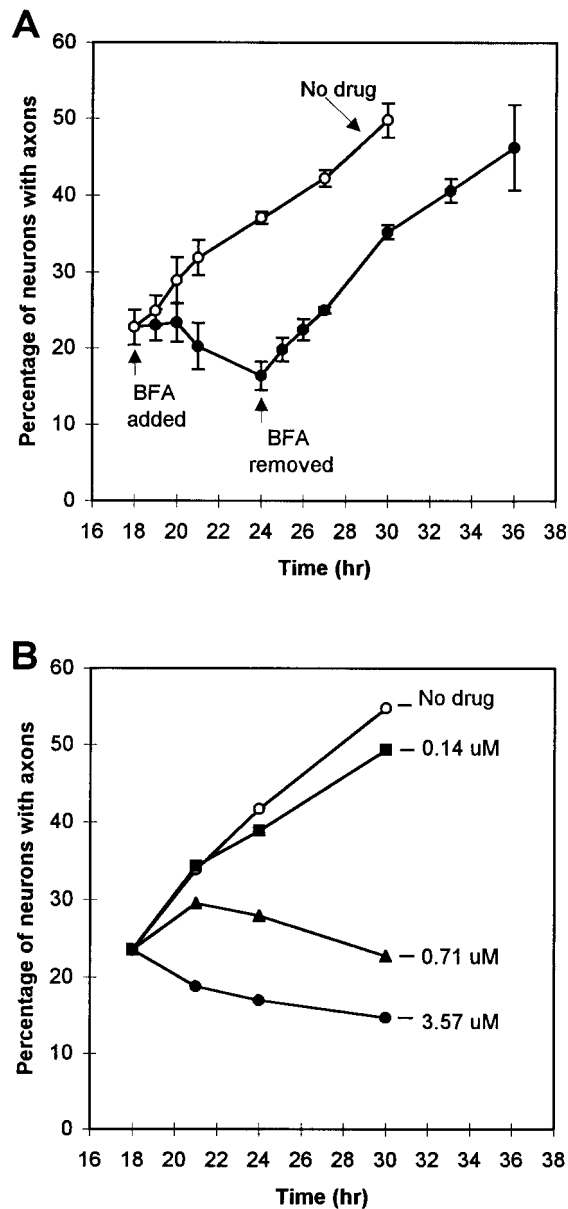 A
60
50
40
30
20
10
0
Percentage of neurons with axons
No drug
BFA
added
BFA
removed
16 18 20 22 24 26 28 30 32 34 36 38
Time (hr)
B
60
50
40
30
20
10
0
Percentage of neurons with axons
No drug
0.14 uM
0.71 uM
3.57 uM
16 18 20 22 24 26 28 30 32 34 36 38
Time (hr)